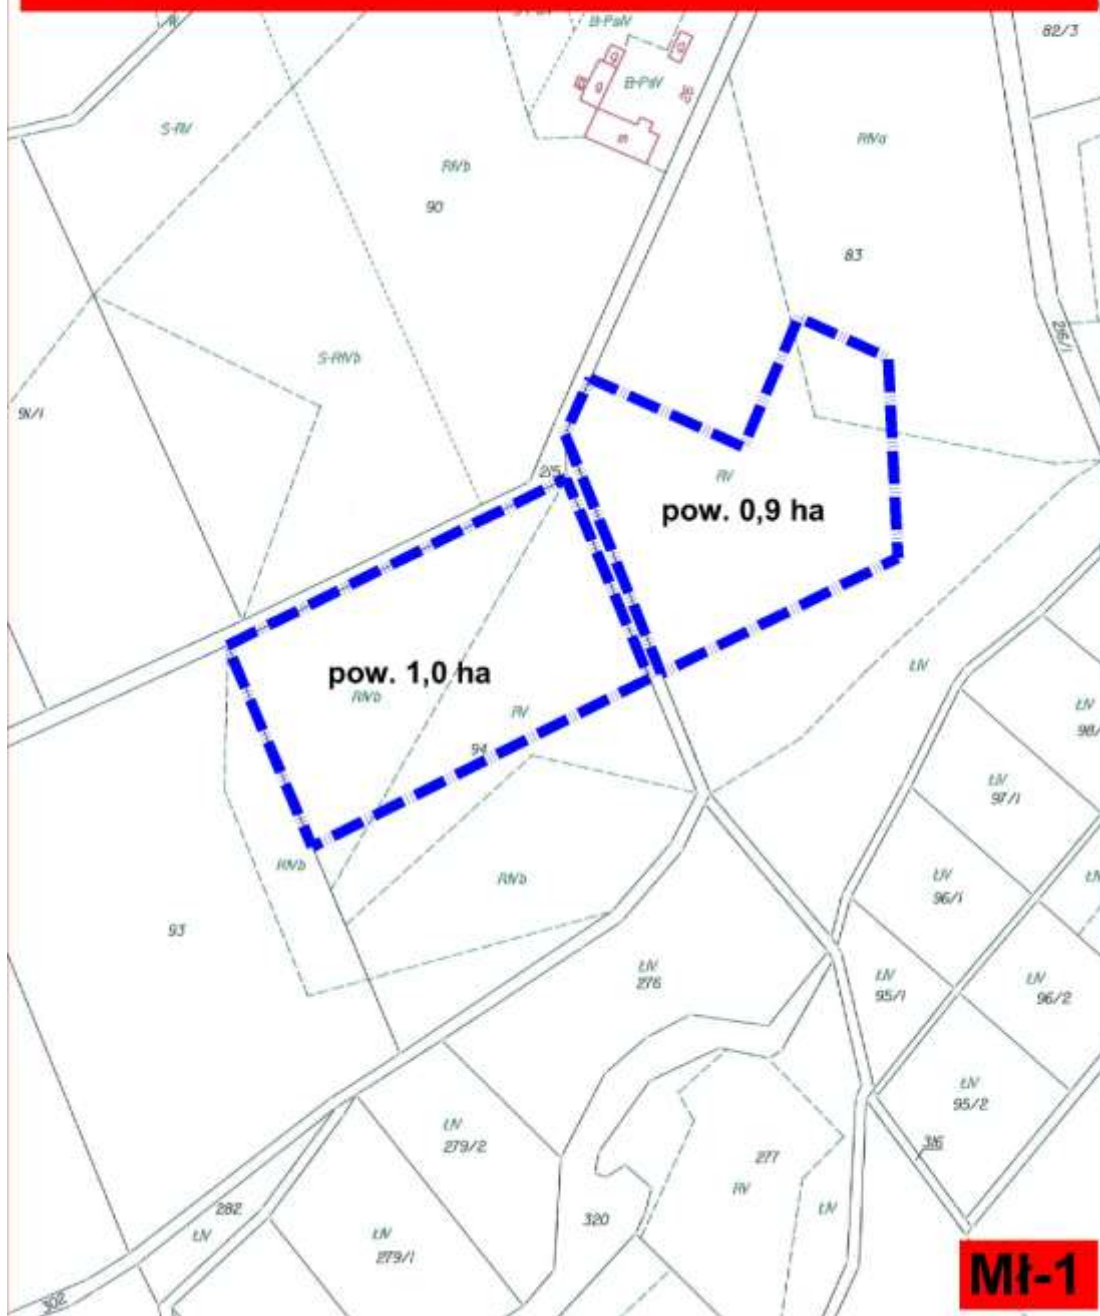 B-PsIV
82/3
B-PsIV
S-RV
RIVb
RIVa
90
83
216/1
S-RIVb
91/1
215
RV
pow. 0,9 ha
ŁIV
pow. 1,0 ha
RIVb
RV
ŁIV
98/
94
ŁIV
97/1
RIVb
RIVb
ŁIV
96/1
93
ŁIV
276
ŁIV
95/1
ŁIV
96/2
ŁIV
95/2
ŁIV
279/2
316
277
RV
282
ŁIV
320
ŁIV
ŁIV
279/1
302
Mł-1